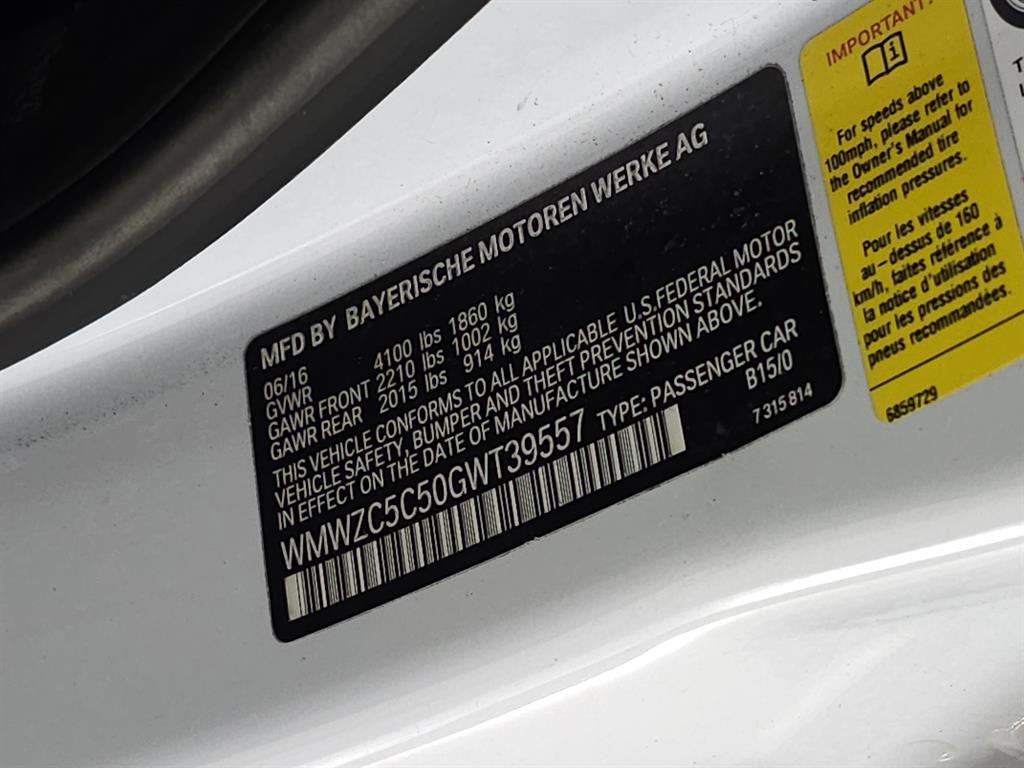 MFD BY BAYERISCHE MOTOREN WERKE AG
06/16
GVWR 4100 lbs 1860 kg
GAWR FRONT 2210 lbs 1002 kg
GAWR REAR 2015 lbs 914 kg
THIS VEHICLE CONFORMS TO ALL APPLICABLE U.S.FEDERAL MOTOR
VEHICLE SAFETY, BUMPER AND THEFT PREVENTION STANDARDS
IN EFFECT ON THE DATE OF MANUFACTURE SHOWN ABOVE.
WMWZC5C50GWT39557 TYPE: PASSENGER CAR
B15/0
7 315 814
IMPORTANT!
For speeds above
100mph, please refer to
the Owner's Manual for
recommended tire
inflation pressures.
Pour les vitesses
au - dessus de 160
km/h, faites référence à
la notice d'utilisation
pour les pressions des
pneus recommandées.
6859729